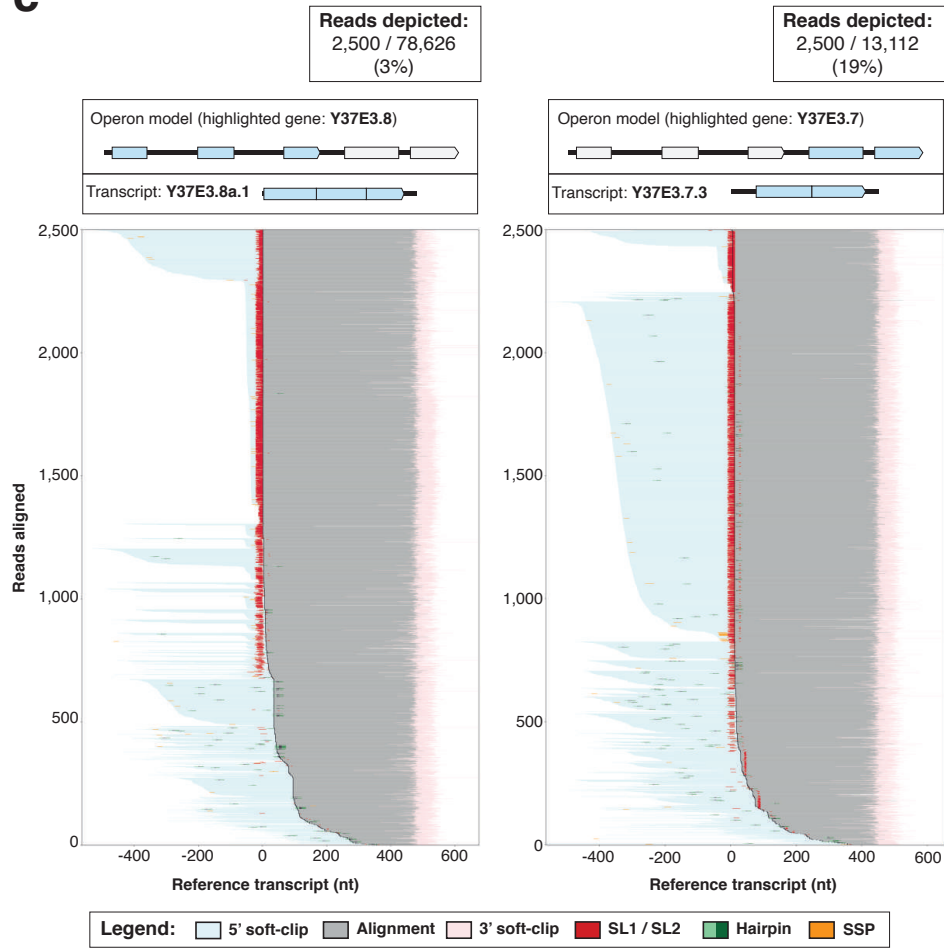 c
Reads depicted:
2,500 / 78,626
(3%)
Reads depicted:
2,500 / 13,112
(19%)
Operon model (highlighted gene: Y37E3.8)
Transcript: Y37E3.8a.1
Operon model (highlighted gene: Y37E3.7)
Transcript: Y37E3.7.3
Reads aligned
2,500
2,000
1,500
1,000
500
0
-400 -200 0 200 400 600
Reference transcript (nt)
2,500
2,000
1,500
1,000
500
0
-400 -200 0 200 400 600
Reference transcript (nt)
Legend: 5' soft-clip Alignment 3' soft-clip SL1 / SL2 Hairpin SSP